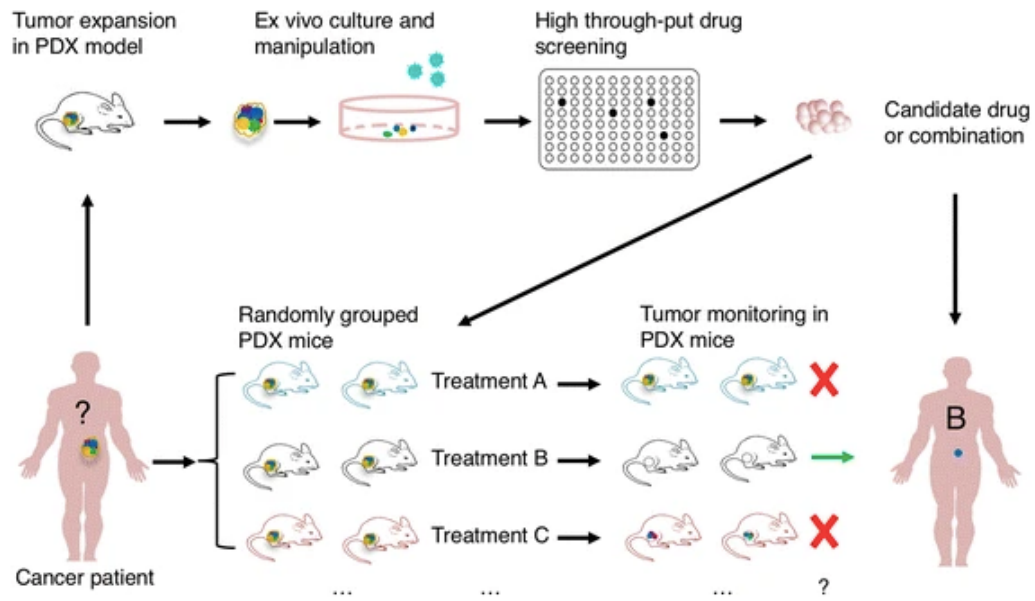 Tumor expansion
in PDX model
Ex vivo culture and
manipulation
High through-put drug
screening
Candidate drug
or combination
Randomly grouped
PDX mice
Tumor monitoring in
PDX mice
?
Treatment A
B
Treatment B
Treatment C
Cancer patient
...
...
...
?